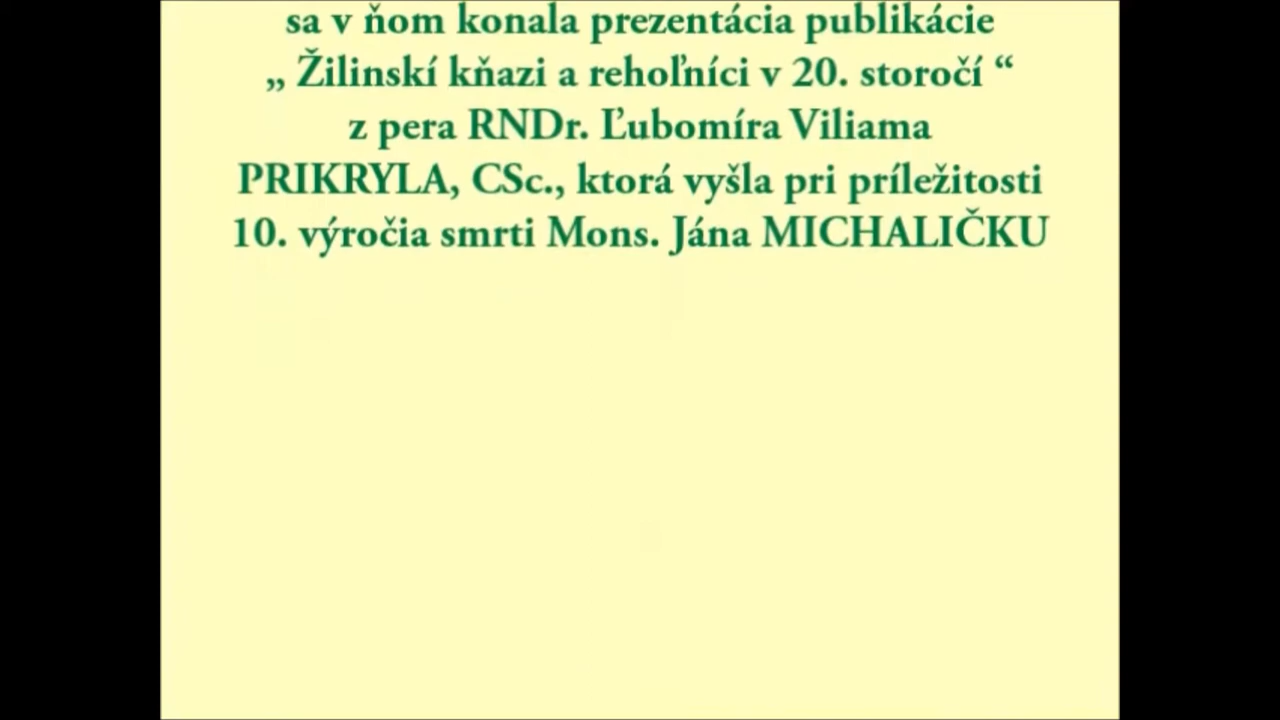 sa v ňom konala prezentácia publikácie
„ Žilinskí kňazi a rehoľníci v 20. storočí “
z pera RNDr. Ľubomíra Viliama
PRIKRYLA, CSc., ktorá vyšla pri príležitosti
10. výročia smrti Mons. Jána MICHALIČKU